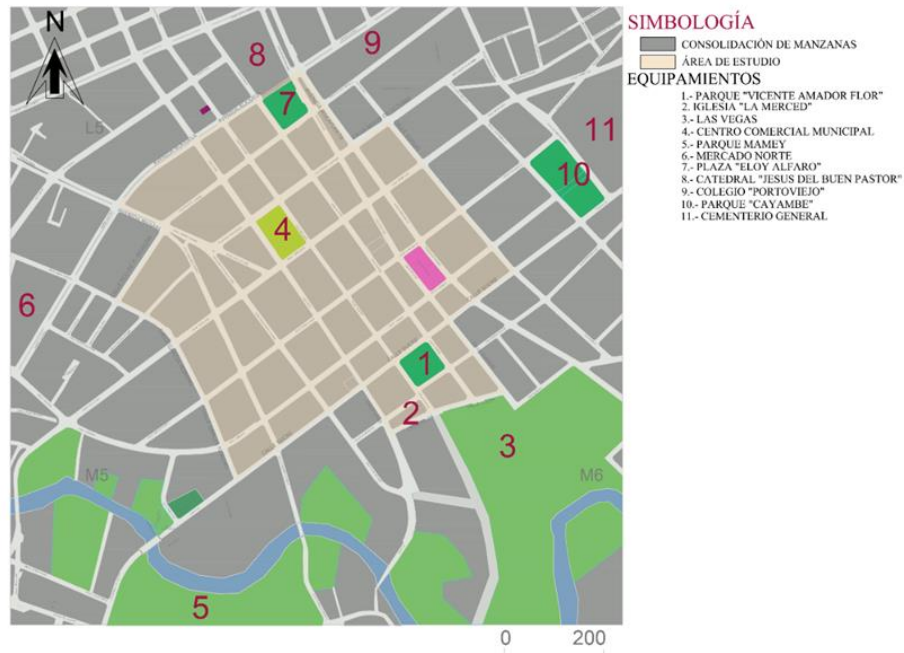 N
SIMBOLOGÍA
CONSOLIDACIÓN DE MANZANAS
ÁREA DE ESTUDIO
EQUIPAMIENTOS
1.- PARQUE "VICENTE AMADOR FLOR"
2. IGLESIA "LA MERCED"
3.- LAS VEGAS
4.- CENTRO COMERCIAL MUNICIPAL
5.- PARQUE MAMEY
6.- MERCADO NORTE
7.- PLAZA "ELOY ALFARO"
8.- CATEDRAL "JESUS DEL BUEN PASTOR"
9.- COLEGIO "PORTOVIEJO"
10.- PARQUE "CAYAMBE"
11.- CEMENTERIO GENERAL
9
8
7
L5
11
10
4
6
1
2
3
M5
M6
5
0 200